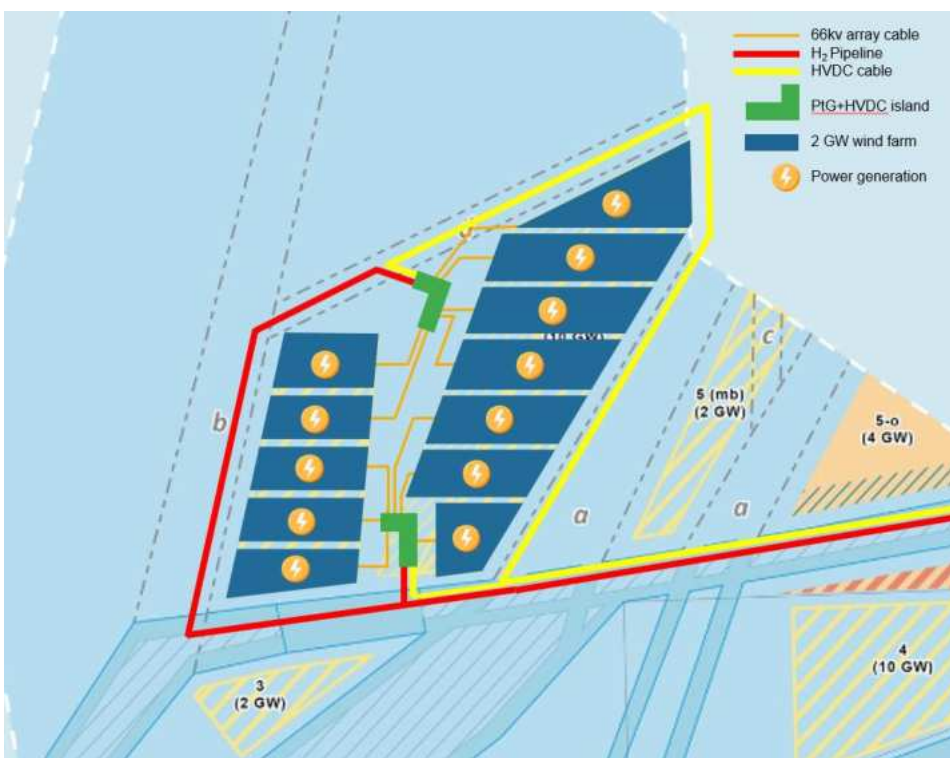 66kv array cable
H₂ Pipeline
HVDC cable
PtG+HVDC island
2 GW wind farm
Power generation
c
5 (mb)
(2 GW)
5-o
(4 GW)
b
a
a
4
(10 GW)
3
(2 GW)